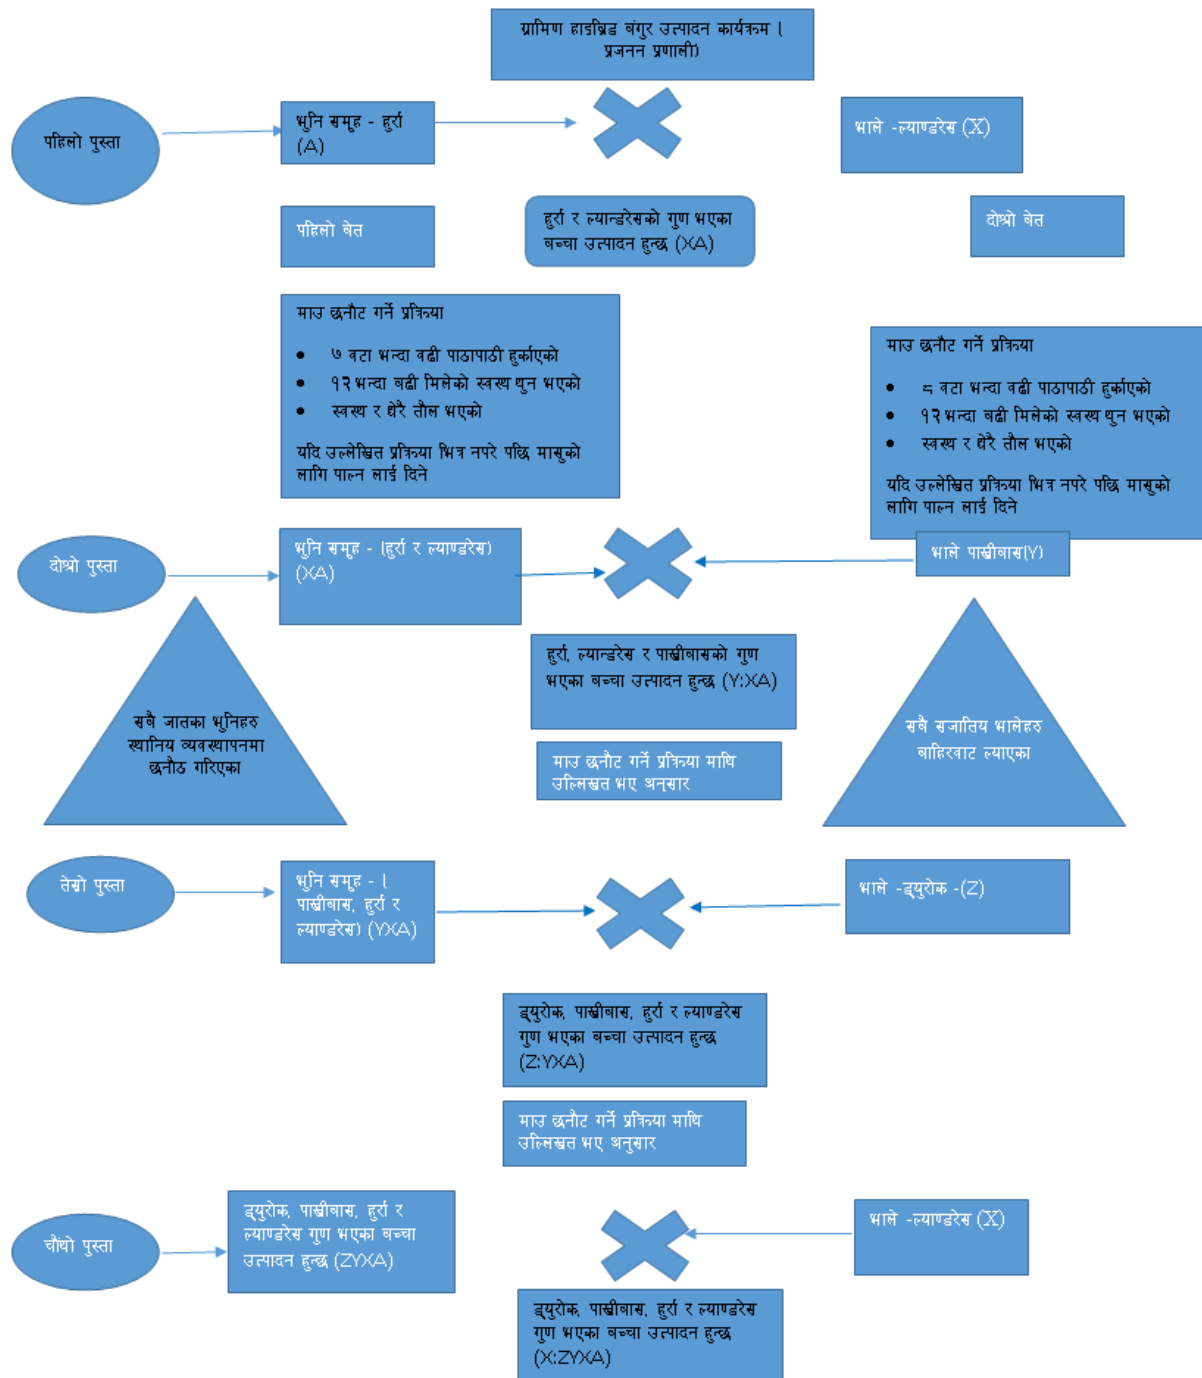 ग्रामिण हाइब्रिड बंगुर उत्पादन कार्यक्रम (
प्रजनन प्रणाली)
पहिलो पुस्ता
भुनि समुह - हुर्रा
(A)
भाले -ल्याण्डरेस (X)
पहिलो वेत
हुर्रा र ल्यान्डरेसको गुण भएका
बच्चा उत्पादन हुन्छ (XA)
दोश्रो वेत
माउ छनौट गर्ने प्रक्रिया
• ७ वटा भन्दा बढी पाठापाठी हुर्काएको
• १२ भन्दा बढी मिलेको स्वस्थ थुन भएको
• स्वस्थ र धेरै तौल भएको
यदि उल्लेखित प्रक्रिया भित्र नपरे पछि मासुको
लागि पाल्न लाई दिने
माउ छनौट गर्ने प्रक्रिया
• ८ वटा भन्दा बढी पाठापाठी हुर्काएको
• १२ भन्दा बढी मिलेको स्वस्थ थुन भएको
• स्वस्थ र धेरै तौल भएको
यदि उल्लेखित प्रक्रिया भित्र नपरे पछि मासुको
लागि पाल्न लाई दिने
दोश्रो पुस्ता
भुनि समुह - (हुर्रा र ल्याण्डरेस)
(XA)
भाले पाख्रीबास(Y)
हुर्रा, ल्यान्डरेस र पाख्रीबासको गुण
भएका बच्चा उत्पादन हुन्छ (Y:XA)
सबै जातका भुनिहरु
स्थानिय व्यवस्थापनमा
छनौठ गरिएका
माउ छनौट गर्ने प्रक्रिया माथि
उल्लिखत भए अनुसार
सबै सजातिय भालेहरु
बाहिरवाट ल्याएका
तेस्रो पुस्ता
भुनि समुह - (
पाख्रीबास, हुर्रा र
ल्याण्डरेस) (YXA)
भाले -ड्युरोक -(Z)
ड्युरोक, पाख्रीबास, हुर्रा र ल्याण्डरेस
गुण भएका बच्चा उत्पादन हुन्छ
(Z:YXA)
माउ छनौट गर्ने प्रक्रिया माथि
उल्लिखत भए अनुसार
चौंथो पुस्ता
ड्युरोक, पाख्रीबास, हुर्रा र
ल्याण्डरेस गुण भएका बच्चा
उत्पादन हुन्छ (ZYXA)
भाले -ल्याण्डरेस (X)
ड्युरोक, पाख्रीबास, हुर्रा र ल्याण्डरेस
गुण भएका बच्चा उत्पादन हुन्छ
(X:ZYXA)